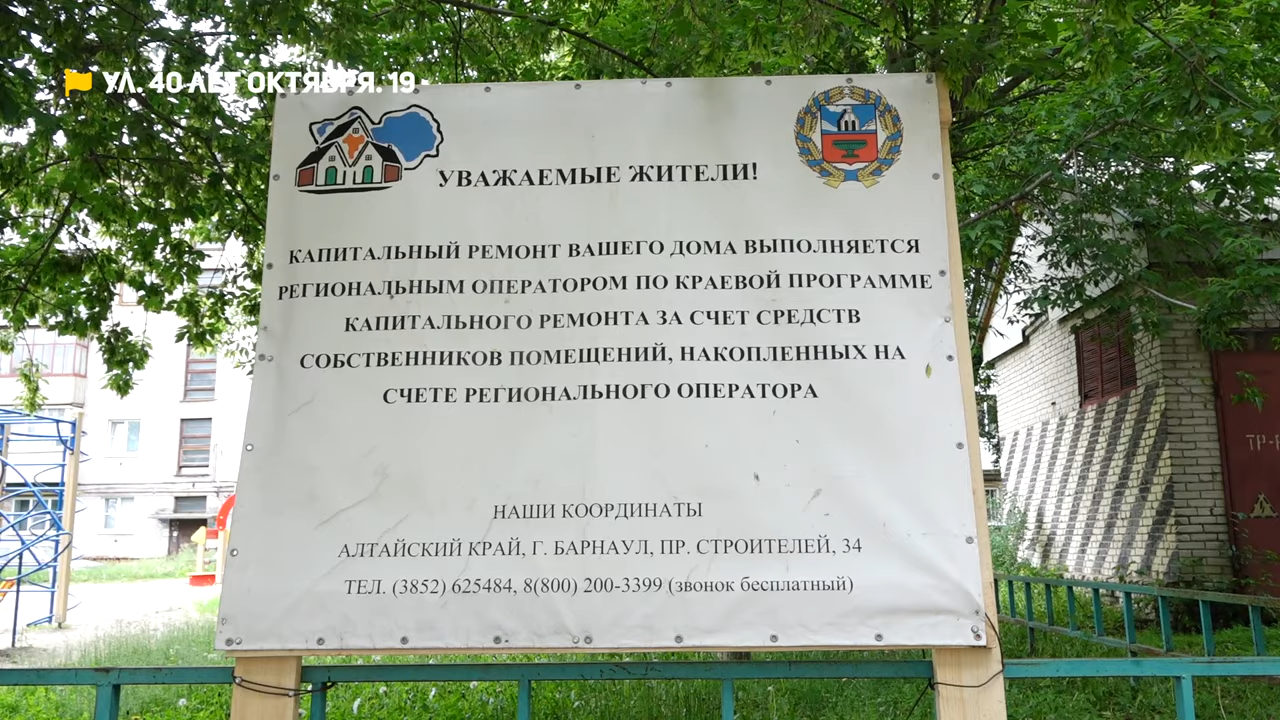 УЛ. 40 ЛЕТ ОКТЯБРЯ. 19
УВАЖАЕМЫЕ ЖИТЕЛИ!
КАПИТАЛЬНЫЙ РЕМОНТ ВАШЕГО ДОМА ВЫПОЛНЯЕТСЯ
РЕГИОНАЛЬНЫМ ОПЕРАТОРОМ ПО КРАЕВОЙ ПРОГРАММЕ
КАПИТАЛЬНОГО РЕМОНТА ЗА СЧЕТ СРЕДСТВ
СОБСТВЕННИКОВ ПОМЕЩЕНИЙ, НАКОПЛЕННЫХ НА
СЧЕТЕ РЕГИОНАЛЬНОГО ОПЕРАТОРА
НАШИ КООРДИНАТЫ
АЛТАЙСКИЙ КРАЙ, Г. БАРНАУЛ, ПР. СТРОИТЕЛЕЙ, 34
ТЕЛ. (3852) 625484, 8(800) 200-3399 (звонок бесплатный)